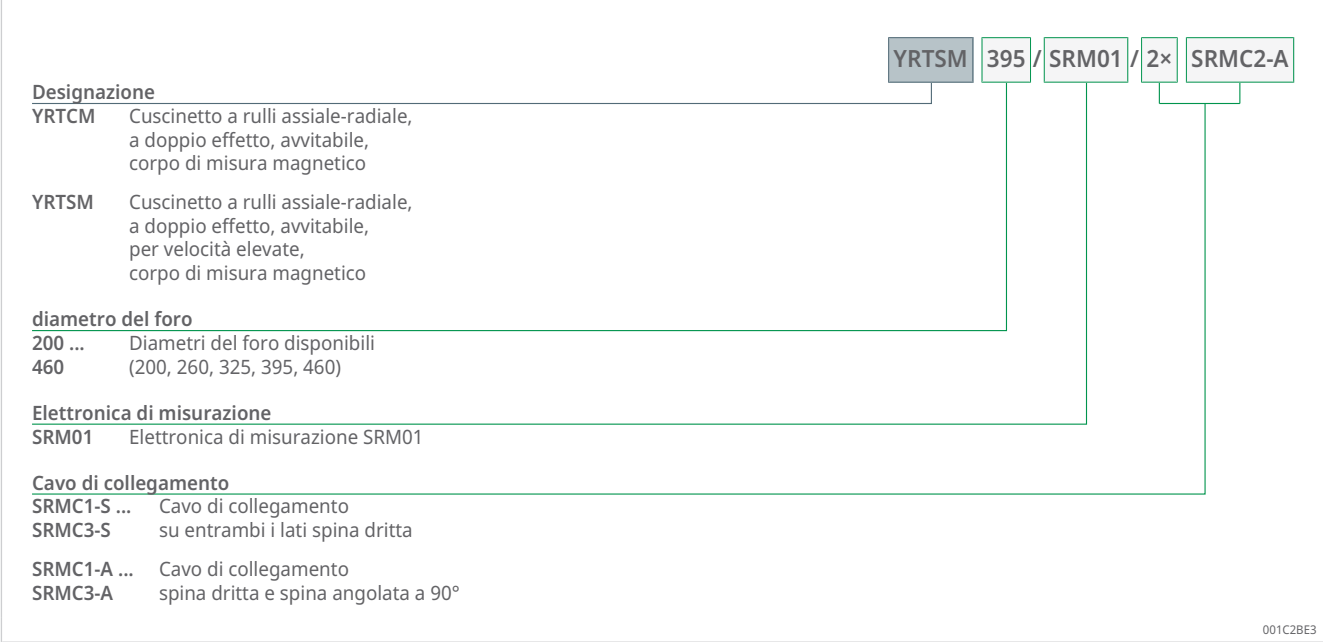 YRTSM 395 / SRM01 / 2× SRMC2-A
Designazione
YRTCM Cuscinetto a rulli assiale-radiale,
a doppio effetto, avvitabile,
corpo di misura magnetico
YRTSM Cuscinetto a rulli assiale-radiale,
a doppio effetto, avvitabile,
per velocità elevate,
corpo di misura magnetico
diametro del foro
200 ... Diametri del foro disponibili
460 (200, 260, 325, 395, 460)
Elettronica di misurazione
SRM01 Elettronica di misurazione SRM01
Cavo di collegamento
SRMC1-S ... Cavo di collegamento
SRMC3-S su entrambi i lati spina dritta
SRMC1-A ... Cavo di collegamento
SRMC3-A spina dritta e spina angolata a 90°
001C2BE3